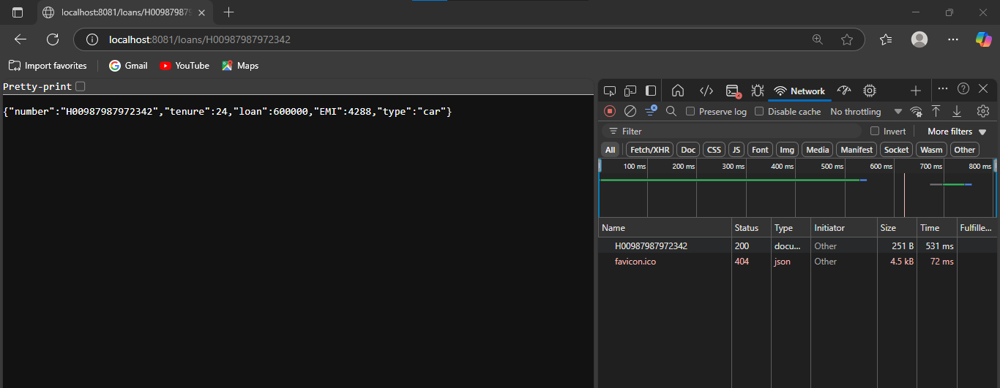 localhost:8081/loans/H009879879
localhost:8081/loans/H00987987972342
Import favorites Gmail YouTube Maps
Pretty-print
{"number":"H00987987972342","tenure":24,"loan":600000,"EMI":4288,"type":"car"}
Network
Preserve log Disable cache No throttling
Filter Invert More filters
All Fetch/XHR Doc CSS JS Font Img Media Manifest Socket Wasm Other
100 ms 200 ms 300 ms 400 ms 500 ms 600 ms 700 ms 800 ms
Name Status Type Initiator Size Time Fulfille...
H00987987972342 200 docu... Other 251 B 531 ms
favicon.ico 404 json Other 4.5 kB 72 ms